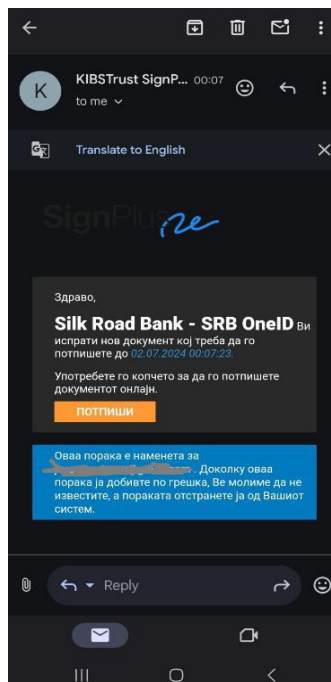 KIBSTrust SignP... 00:07
K
to me
Translate to English
SignPlus
Здраво,
Silk Road Bank - SRB OneID Ви
испрати нов документ кој треба да го
потпишете до 02.07.2024 00:07:23.
Употребете го копчето за да го потпишете
документот онлајн.
ПОТПИШИ
Оваа порака е наменета за
. Доколку оваа
порака ја добивте по грешка, Ве молиме да не
известите, а пораката отстранете ја од Вашиот
систем.
Reply